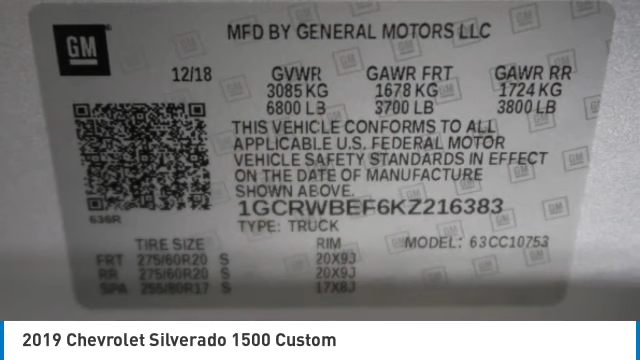 GM
MFD BY GENERAL MOTORS LLC
12/18 GVWR GAWR FRT GAWR RR
3085 KG 1678 KG 1724 KG
6800 LB 3700 LB 3800 LB
THIS VEHICLE CONFORMS TO ALL
APPLICABLE U.S. FEDERAL MOTOR
VEHICLE SAFETY STANDARDS IN EFFECT
ON THE DATE OF MANUFACTURE
SHOWN ABOVE.
636R
1GCRWBEF6KZ216383
TYPE: TRUCK
TIRE SIZE RIM MODEL: 63CC10753
FRT 275/60R20 S 20X9J
RR 275/60R20 S 20X9J
SPA 255/80R17 S 17X8J
2019 Chevrolet Silverado 1500 Custom